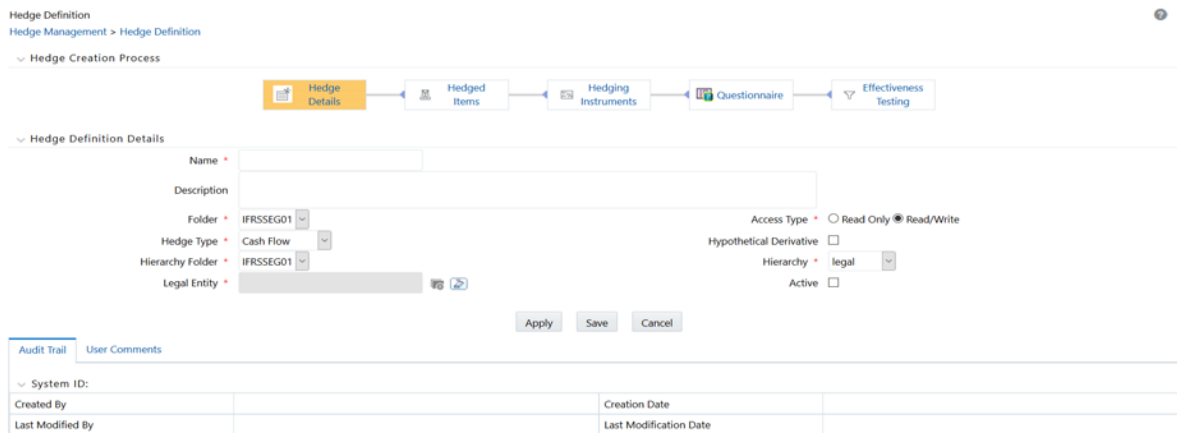 Hedge Definition
Hedge Management > Hedge Definition
Hedge Creation Process
Hedge Details
Hedged Items
Hedging Instruments
Questionnaire
Effectiveness Testing
Hedge Definition Details
Name *
Description
Folder * IFRSSEG01 Access Type * Read Only Read/Write
Hedge Type * Cash Flow Hypothetical Derivative
Hierarchy Folder * IFRSSEG01 Hierarchy * legal
Legal Entity * Active
Apply Save Cancel
Audit Trail User Comments
System ID:
Created By Creation Date
Last Modified By Last Modification Date